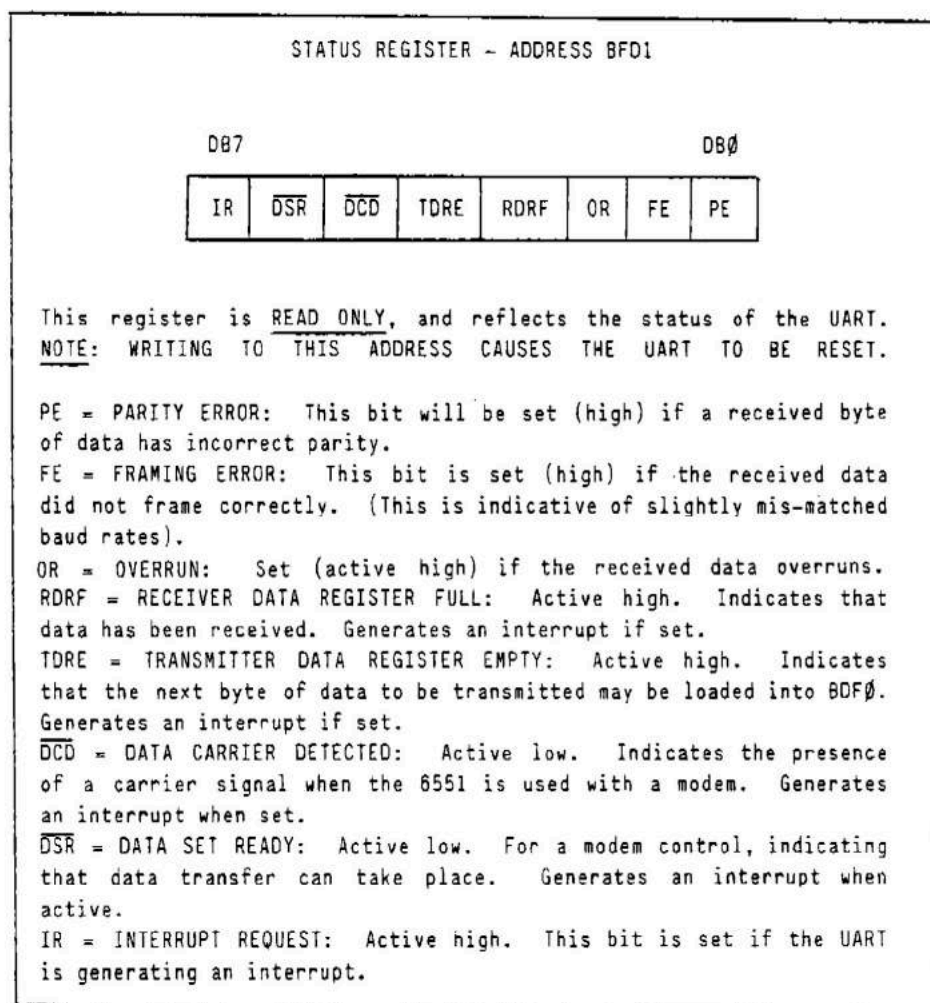 STATUS REGISTER - ADDRESS BFD1
DB7 DBØ
IR D̅S̅R̅ D̅C̅D̅ TDRE RDRF OR FE PE
This register is READ ONLY, and reflects the status of the UART.
NOTE: WRITING TO THIS ADDRESS CAUSES THE UART TO BE RESET.
PE = PARITY ERROR: This bit will be set (high) if a received byte
of data has incorrect parity.
FE = FRAMING ERROR: This bit is set (high) if the received data
did not frame correctly. (This is indicative of slightly mis-matched
baud rates).
OR = OVERRUN: Set (active high) if the received data overruns.
RDRF = RECEIVER DATA REGISTER FULL: Active high. Indicates that
data has been received. Generates an interrupt if set.
TDRE = TRANSMITTER DATA REGISTER EMPTY: Active high. Indicates
that the next byte of data to be transmitted may be loaded into BDFØ.
Generates an interrupt if set.
D̅C̅D̅ = DATA CARRIER DETECTED: Active low. Indicates the presence
of a carrier signal when the 6551 is used with a modem. Generates
an interrupt when set.
D̅S̅R̅ = DATA SET READY: Active low. For a modem control, indicating
that data transfer can take place. Generates an interrupt when
active.
IR = INTERRUPT REQUEST: Active high. This bit is set if the UART
is generating an interrupt.